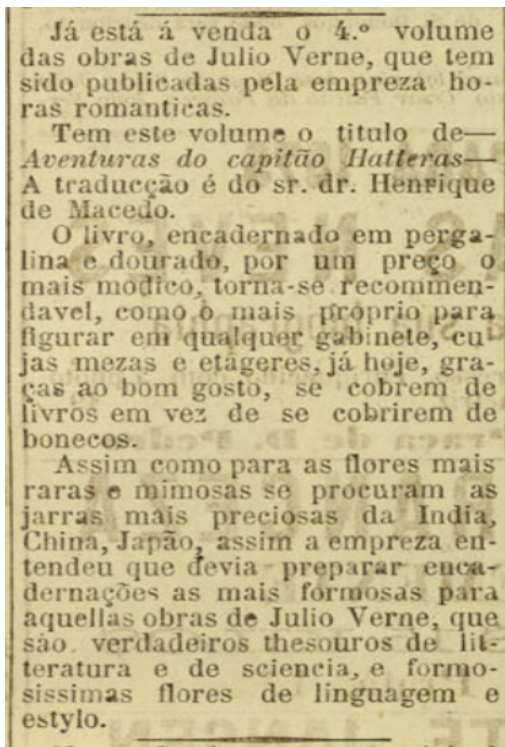 Já está á venda o 4.º volume
das obras de Julio Verne, que tem
sido publicadas pela empreza ho-
ras romanticas.
Tem este volume o titulo de—
Aventuras do capitão Hatteras—
A traducção é do sr. dr. Henrique
de Macedo.
O livro, encadernado em perga-
lina e dourado, por um preço o
mais modico, torna-se recommen-
davel, como o mais proprio para
figurar em qualquer gabinete, cu
jas mezas e etágeres, já hoje, gra-
ças ao bom gosto, se cobrem de
livros em vez de se cobrirem de
bonecos.
Assim como para as flores mais
raras e mimosas se procuram as
jarras mais preciosas da India,
China, Japão, assim a empreza en-
tendeu que devia preparar enca-
dernações as mais formosas para
aquellas obras de Julio Verne, que
são verdadeiros thesouros de lit-
teratura e de sciencia, e formo-
sissimas flores de linguagem e
estylo.